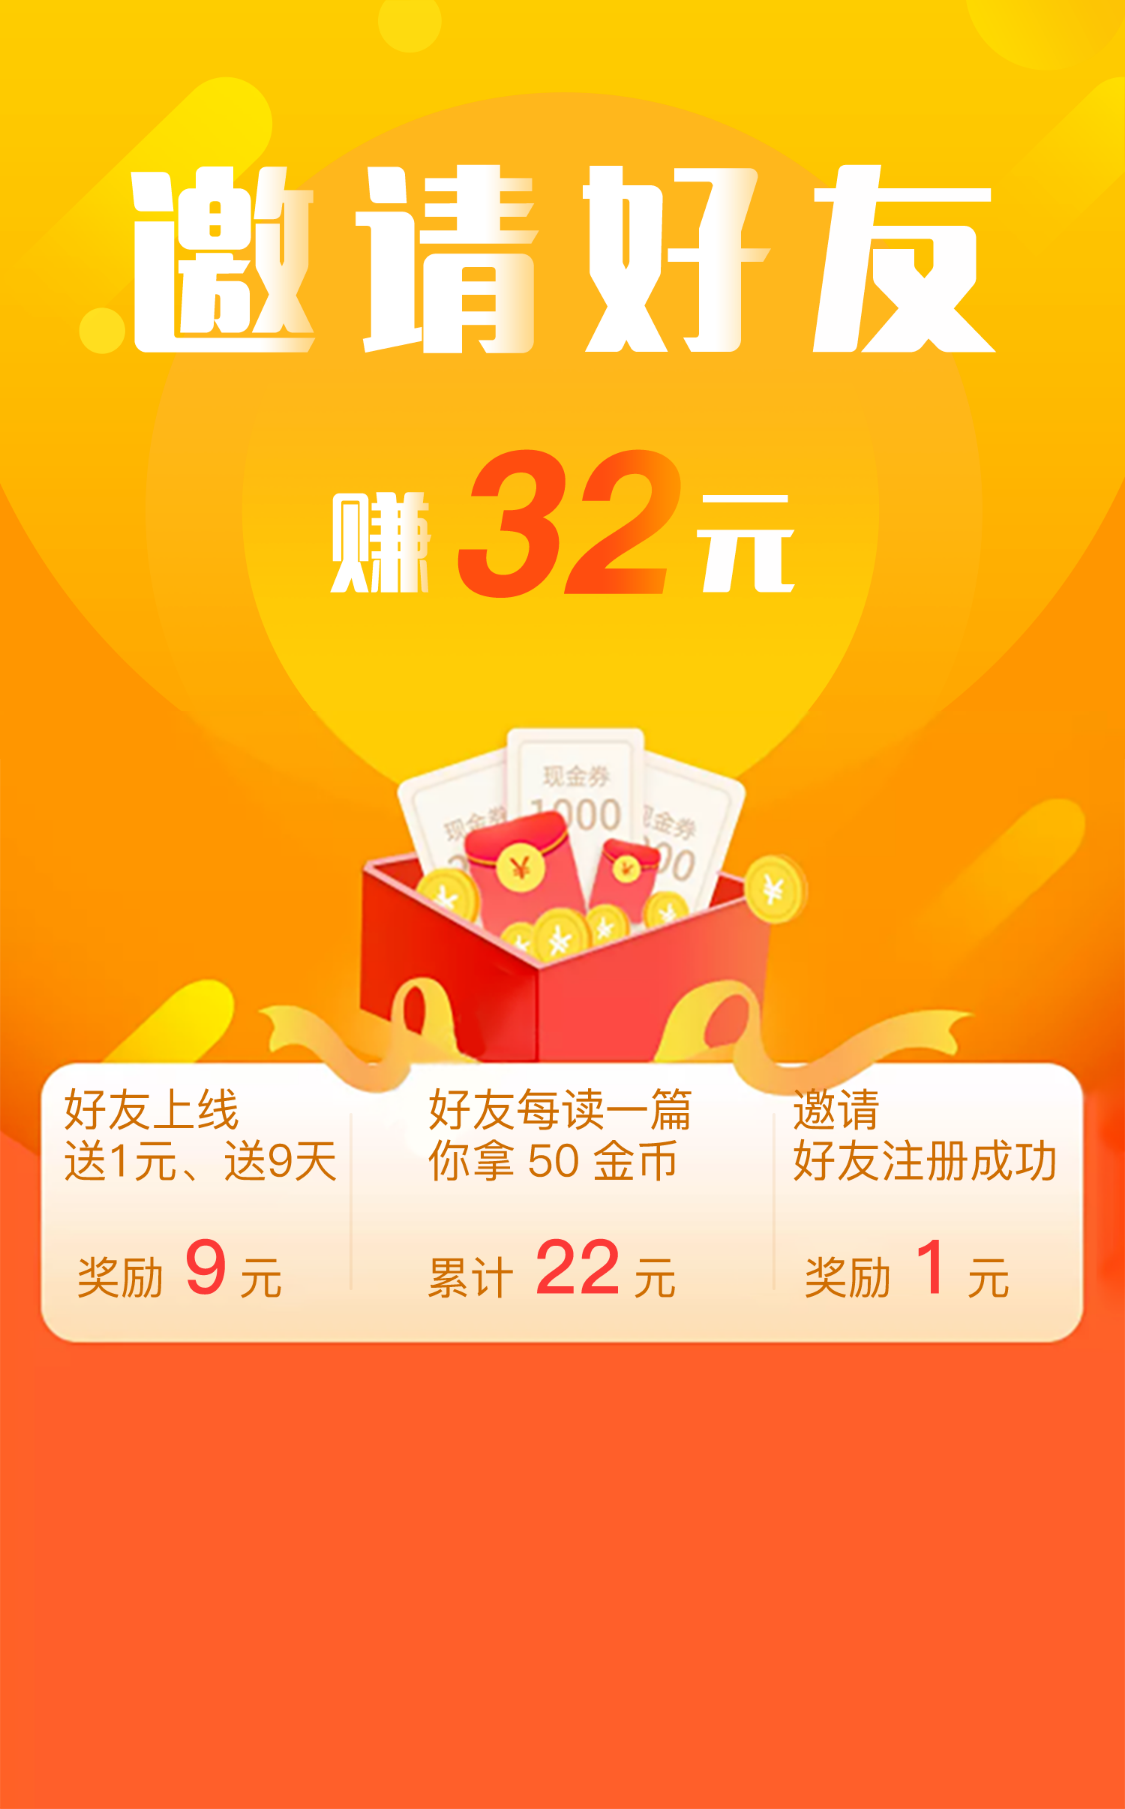 邀请好友
赚32元
现金券
1000
现金券
现金券
好友上线
送1元、送9天
奖励 9 元
好友每读一篇
你拿 50 金币
累计 22 元
邀请
好友注册成功
奖励 1 元